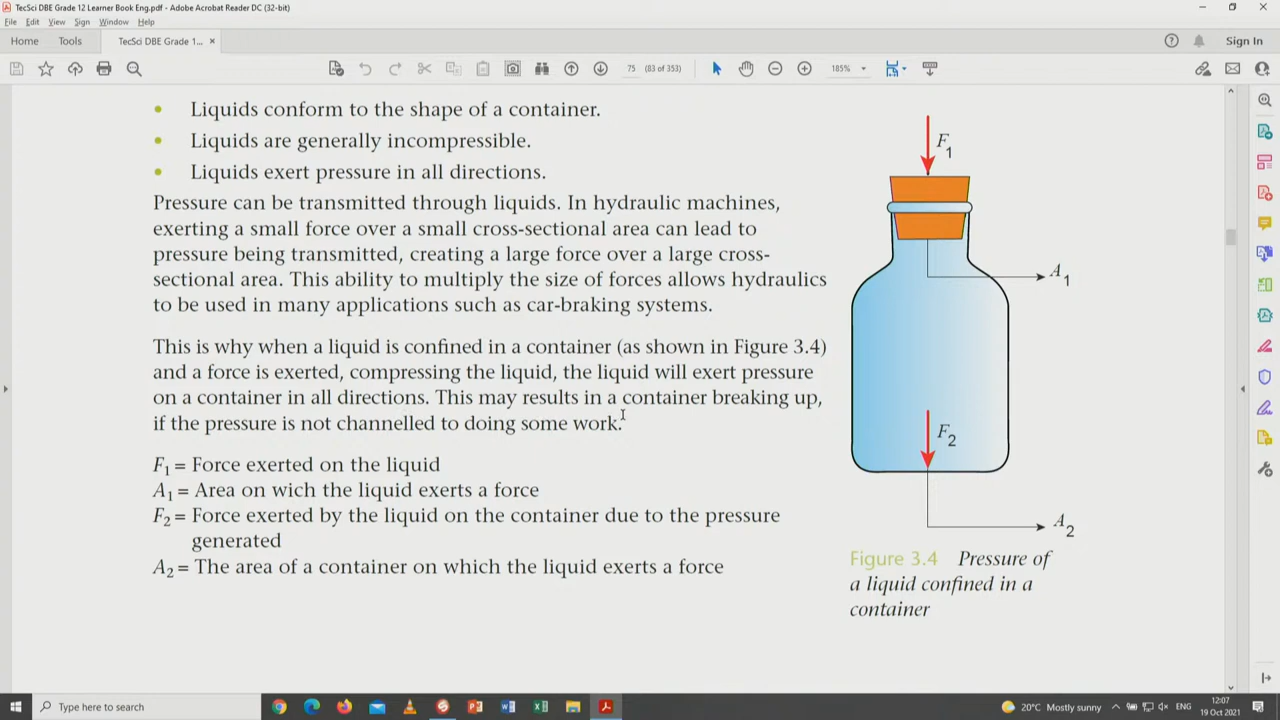 TecSci DBE Grade 12 Learner Book Eng.pdf - Adobe Acrobat Reader DC (32-bit)
File Edit View Sign Window Help
Home Tools TecSci DBE Grade 1... × Sign In
75 (83 of 353) 185%
• Liquids conform to the shape of a container.
• Liquids are generally incompressible.
• Liquids exert pressure in all directions.
Pressure can be transmitted through liquids. In hydraulic machines,
exerting a small force over a small cross-sectional area can lead to
pressure being transmitted, creating a large force over a large cross-
sectional area. This ability to multiply the size of forces allows hydraulics
to be used in many applications such as car-braking systems.
This is why when a liquid is confined in a container (as shown in Figure 3.4)
and a force is exerted, compressing the liquid, the liquid will exert pressure
on a container in all directions. This may results in a container breaking up,
if the pressure is not channelled to doing some work.
F₁ = Force exerted on the liquid
A₁ = Area on wich the liquid exerts a force
F₂ = Force exerted by the liquid on the container due to the pressure
generated
A₂ = The area of a container on which the liquid exerts a force
F₁
A₁
F₂
A₂
Figure 3.4 Pressure of
a liquid confined in a
container
Type here to search
20°C Mostly sunny
ENG
12:07
19 Oct 2021